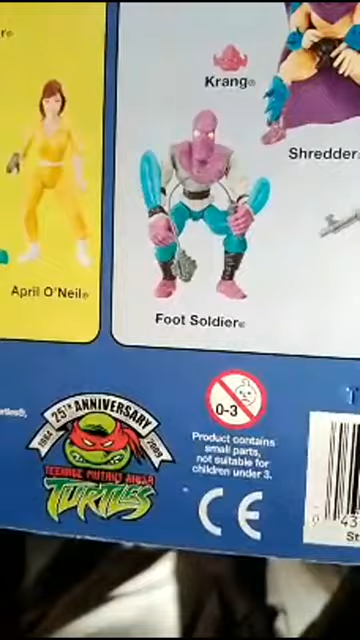 Krang®
Shredder
April O'Neil®
Foot Soldier®
25th ANNIVERSARY
1984
2009
TEENAGE MUTANT NINJA
TURTLES
0-3
Product contains
small parts,
not suitable for
children under 3.
CE